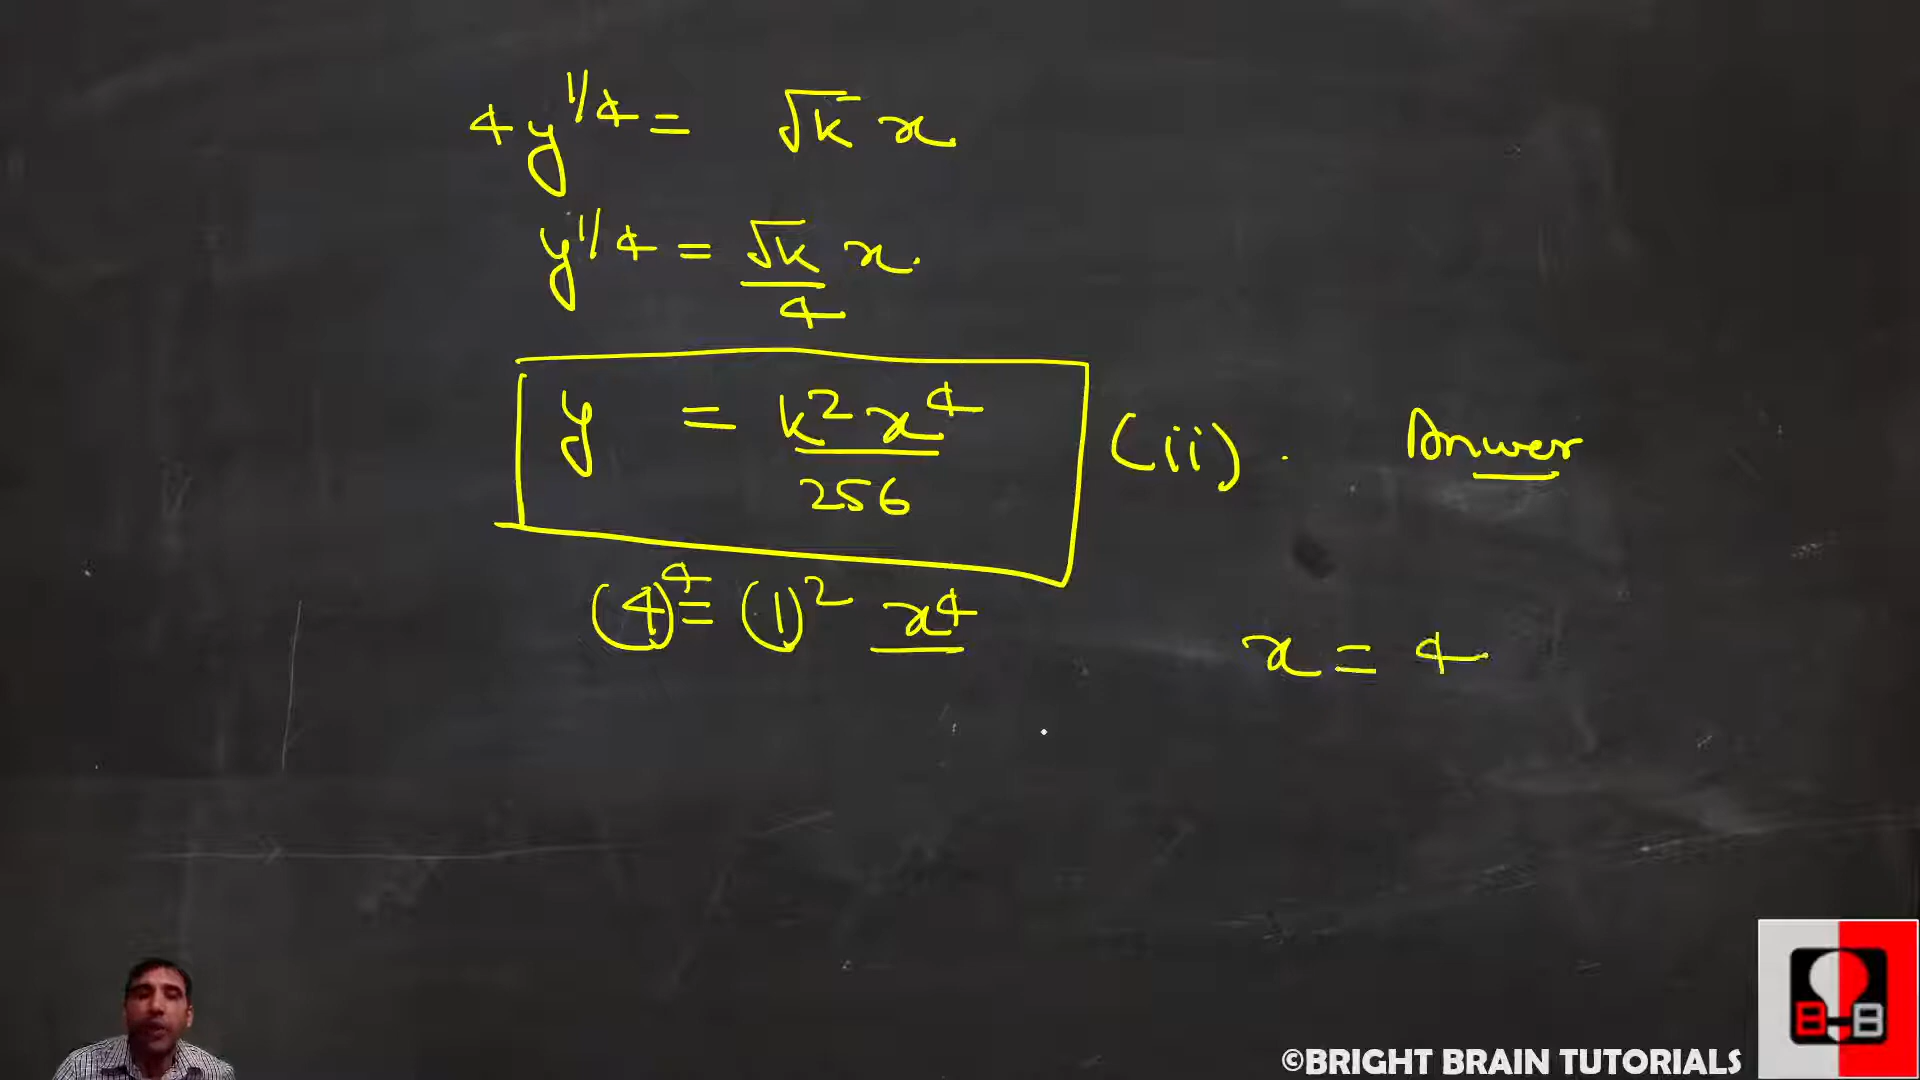 4y^{1/4} = √k x
y^{1/4} = √k/4 x.
y = k²x⁴/256 (ii). Answer
(4)⁴ = (1)² x⁴
x = 4
B-B
©BRIGHT BRAIN TUTORIALS